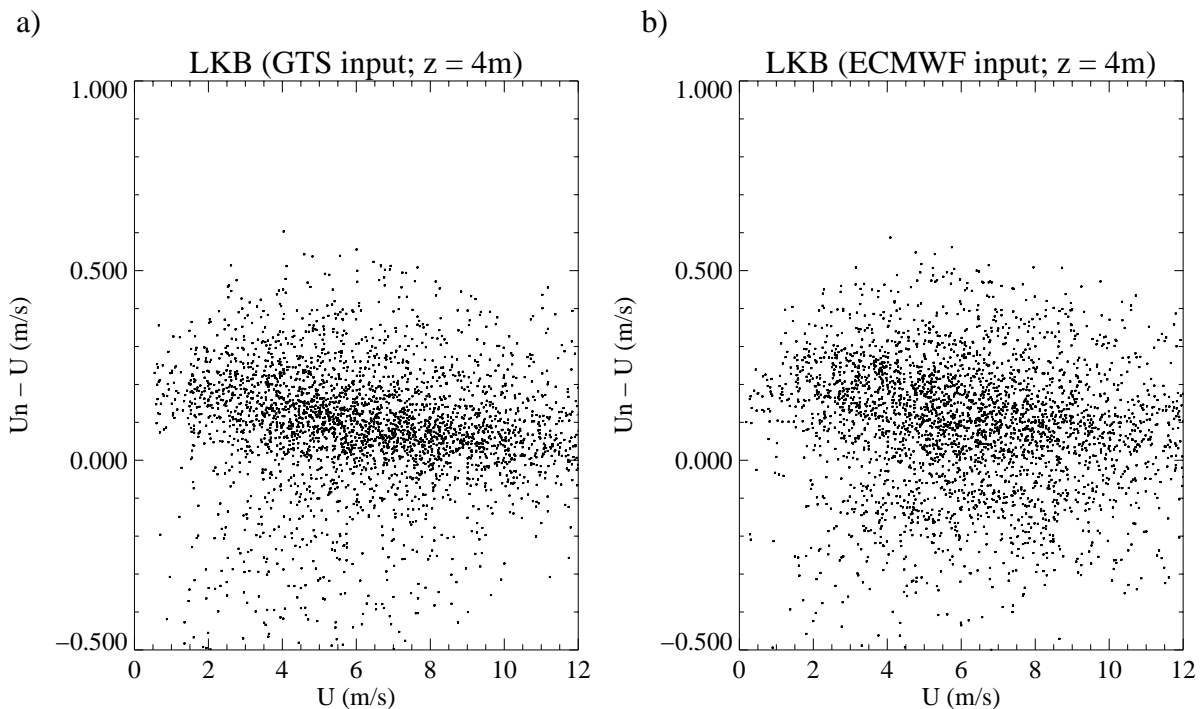 a)
LKB (GTS input; z = 4m)
1.000
0.500
0.000
−0.500
Un − U (m/s)
0 2 4 6 8 10 12
U (m/s)
b)
LKB (ECMWF input; z = 4m)
1.000
0.500
0.000
−0.500
Un − U (m/s)
0 2 4 6 8 10 12
U (m/s)